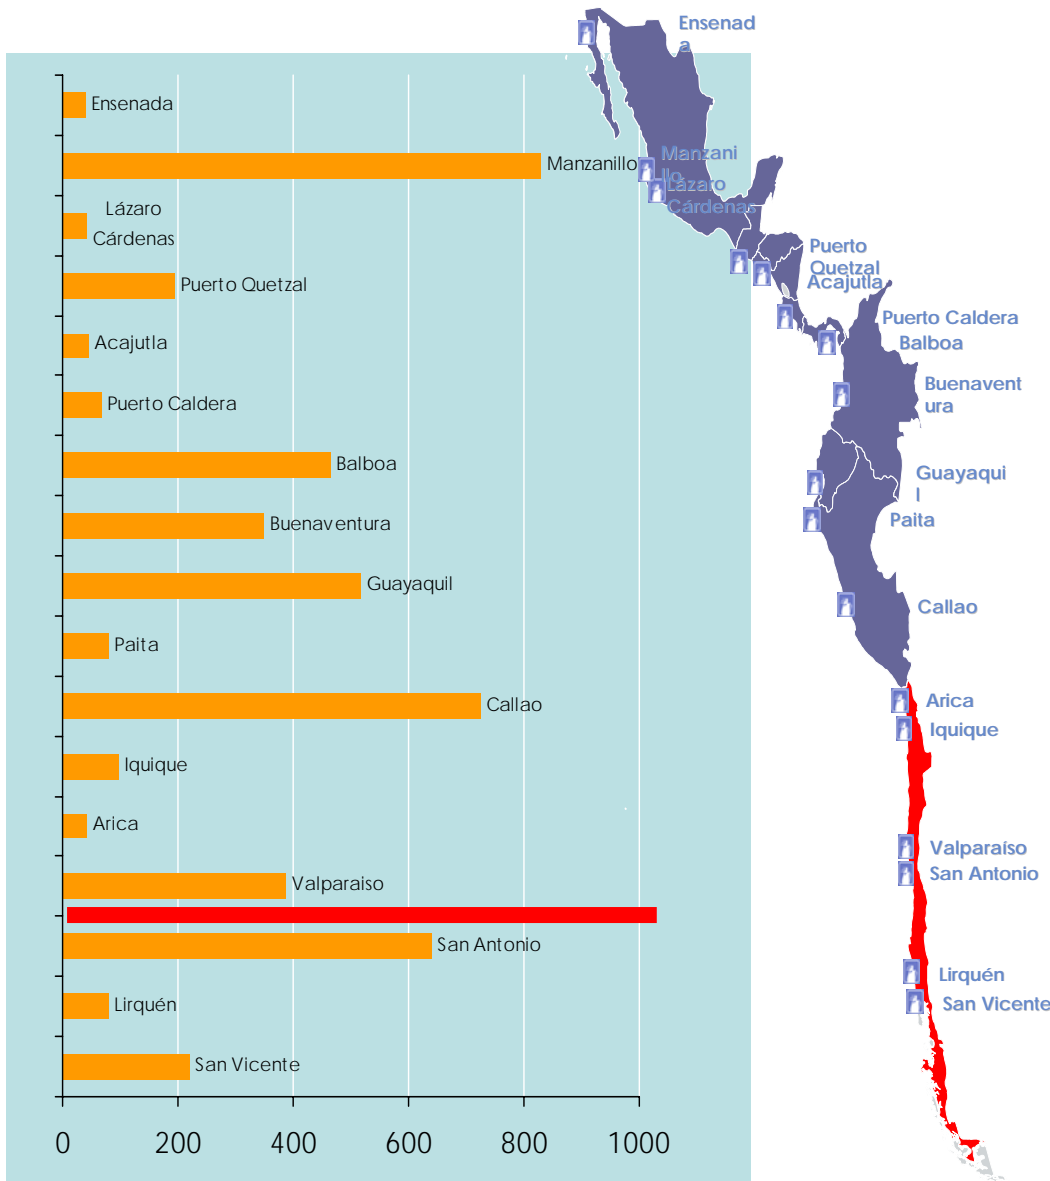 Ensenada
Manzanillo
Lázaro
Cárdenas
Puerto Quetzal
Acajutla
Puerto Caldera
Balboa
Buenaventura
Guayaquil
Paita
Callao
Iquique
Arica
Valparaiso
San Antonio
Lirquén
San Vicente
0 200 400 600 800 1000
Ensenad
a
Manzani
llo
Lázaro
Cárdenas
Puerto
Quetzal
Acajutla
Puerto Caldera
Balboa
Buenavent
ura
Guayaqui
l
Paita
Callao
Arica
Iquique
Valparaíso
San Antonio
Lirquén
San Vicente